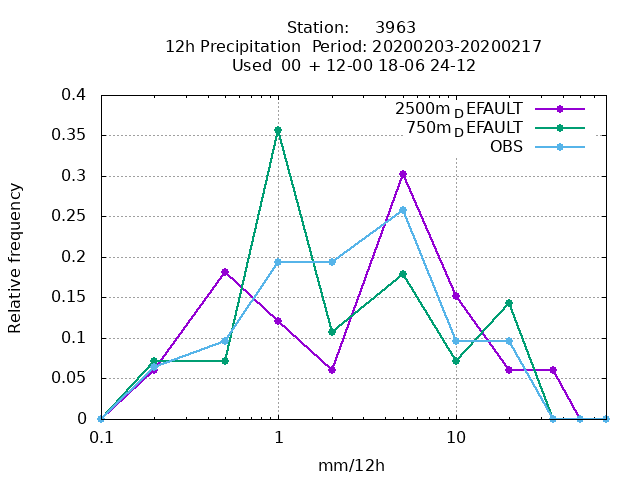 Station:     3963
12h Precipitation  Period: 20200203-20200217
Used  00 + 12-00 18-06 24-12
0.4
0.35
0.3
0.25
0.2
0.15
0.1
0.05
0
Relative frequency
2500m_DEFAULT
750m_DEFAULT
OBS
0.1
1
10
mm/12h